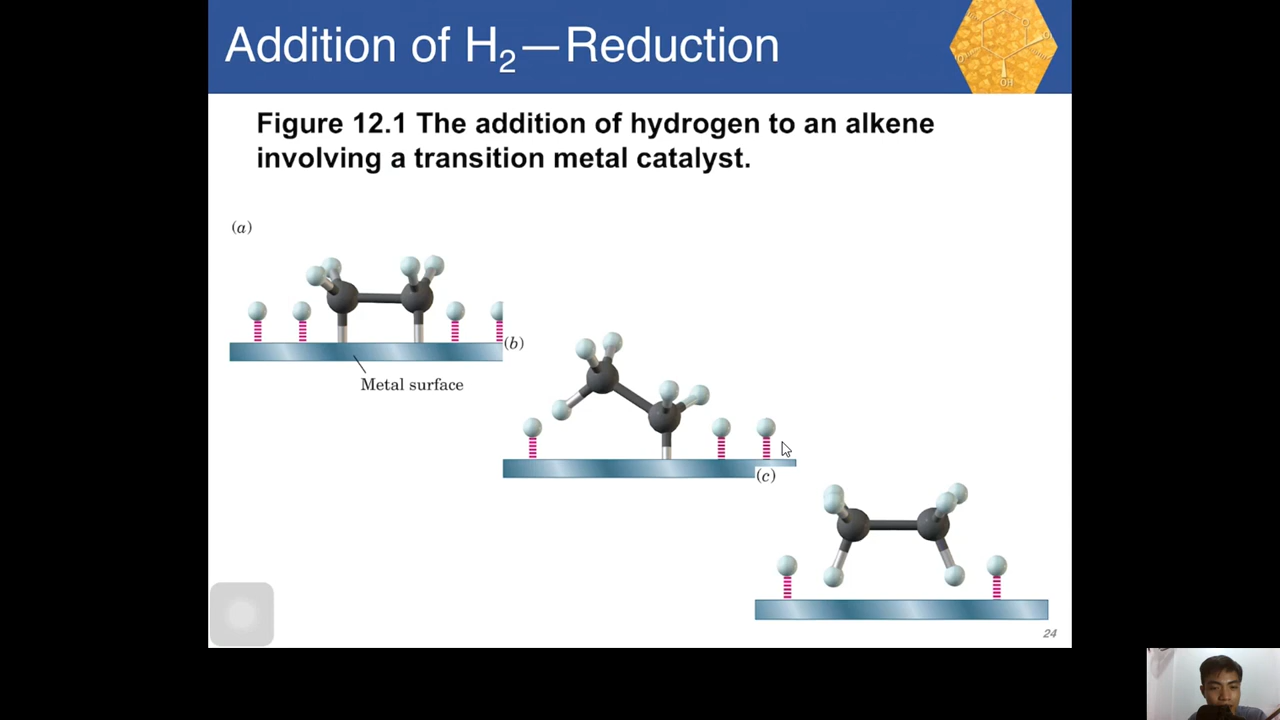 Addition of H₂—Reduction
Figure 12.1 The addition of hydrogen to an alkene
involving a transition metal catalyst.
(a)
Metal surface
(b)
(c)
24
OH